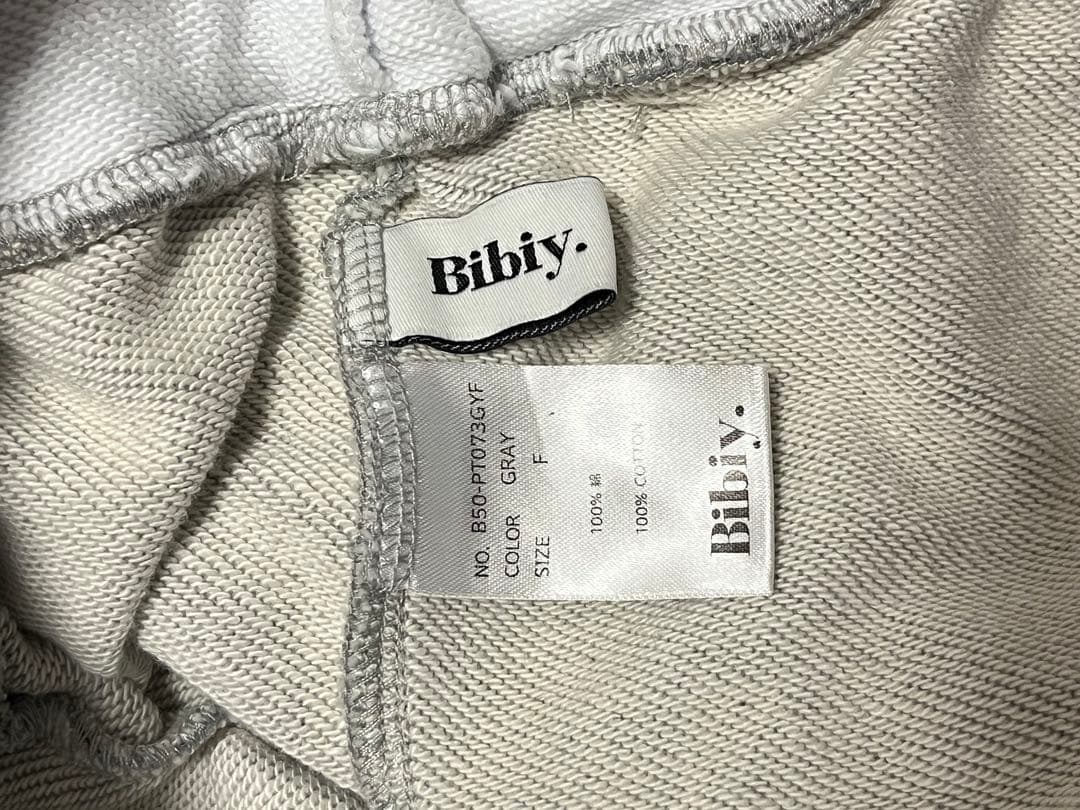 Bibiy.
NO. B50-PT073GYF
COLOR GRAY
SIZE F
100% 綿
100% COTTON
Bibiy.